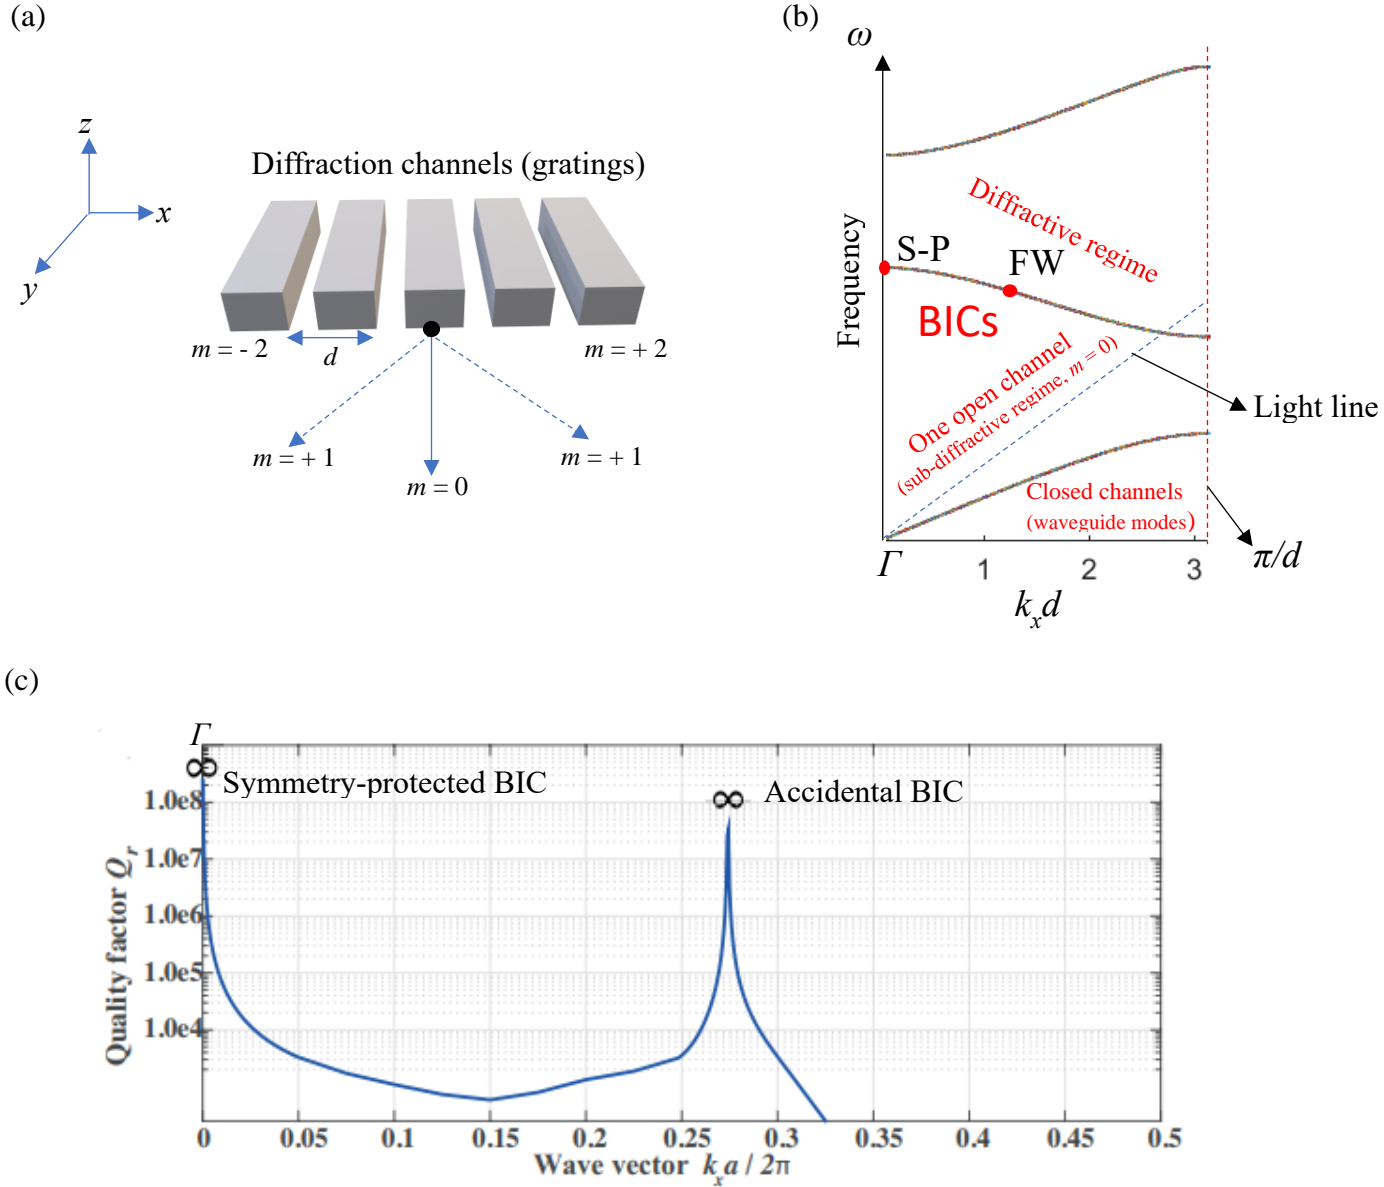 (a)
z
x
y
Diffraction channels (gratings)
m = - 2
d
m = + 2
m = + 1
m = 0
m = + 1
(b)
ω
Frequency
S-P
FW
BICs
Diffractive regime
One open channel
(sub-diffractive regime, m = 0)
Light line
Closed channels
(waveguide modes)
π/d
Γ
1
2
3
kₓd
(c)
Γ
∞
Symmetry-protected BIC
∞
Accidental BIC
1.0e8
1.0e7
1.0e6
1.0e5
1.0e4
Quality factor Qᵣ
0
0.05
0.1
0.15
0.2
0.25
0.3
0.35
0.4
0.45
0.5
Wave vector kₓa / 2π